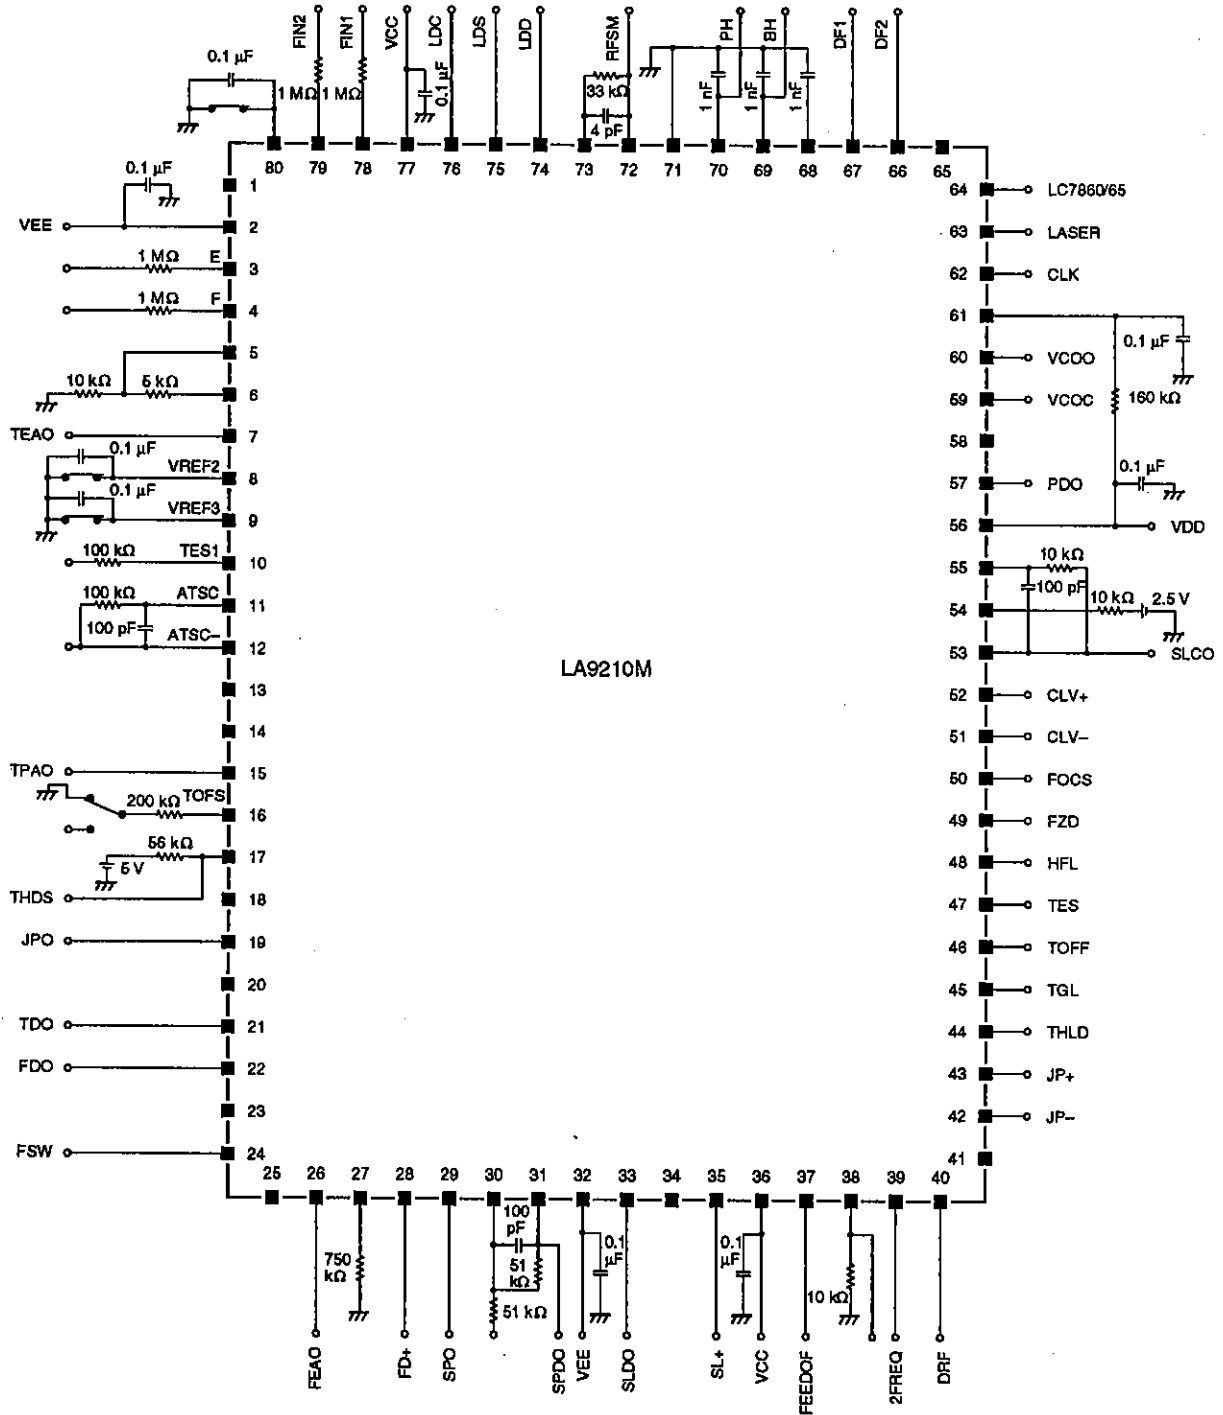 FIN2 FIN1 VCC LDC LDS LDD RFSM PH BH DF1 DF2
0.1 µF
1 MΩ 1 MΩ 0.1 µF 33 kΩ 1 nF 1 nF 1 nF
4 pF
80 79 78 77 76 75 74 73 72 71 70 69 68 67 66 65
0.1 µF
1
VEE 2
1 MΩ E 3
1 MΩ F 4
5
10 kΩ 5 kΩ 6
TEAO 7
0.1 µF
VREF2 8
0.1 µF
VREF3 9
100 kΩ TES1 10
100 kΩ ATSC 11
100 pF ATSC– 12
13
14
TPAO 15
200 kΩ TOFS 16
56 kΩ 17
5 V
THDS 18
JPO 19
20
TDO 21
FDO 22
23
FSW 24
LA9210M
64 LC7860/65
63 LASER
62 CLK
61
0.1 µF
60 VCOO
59 VCOC
160 kΩ
58
0.1 µF
57 PDO
56 VDD
10 kΩ
55
100 pF
10 kΩ 2.5 V
54
53 SLCO
52 CLV+
51 CLV–
50 FOCS
49 FZD
48 HFL
47 TES
46 TOFF
45 TGL
44 THLD
43 JP+
42 JP–
41
25 26 27 28 29 30 31 32 33 34 35 36 37 38 39 40
100 pF
0.1 µF
0.1 µF
750 kΩ
51 kΩ
51 kΩ
10 kΩ
FEAO FD+ SPO SPDO VEE SLDO SL+ VCC FEEDOF 2FREQ DRF